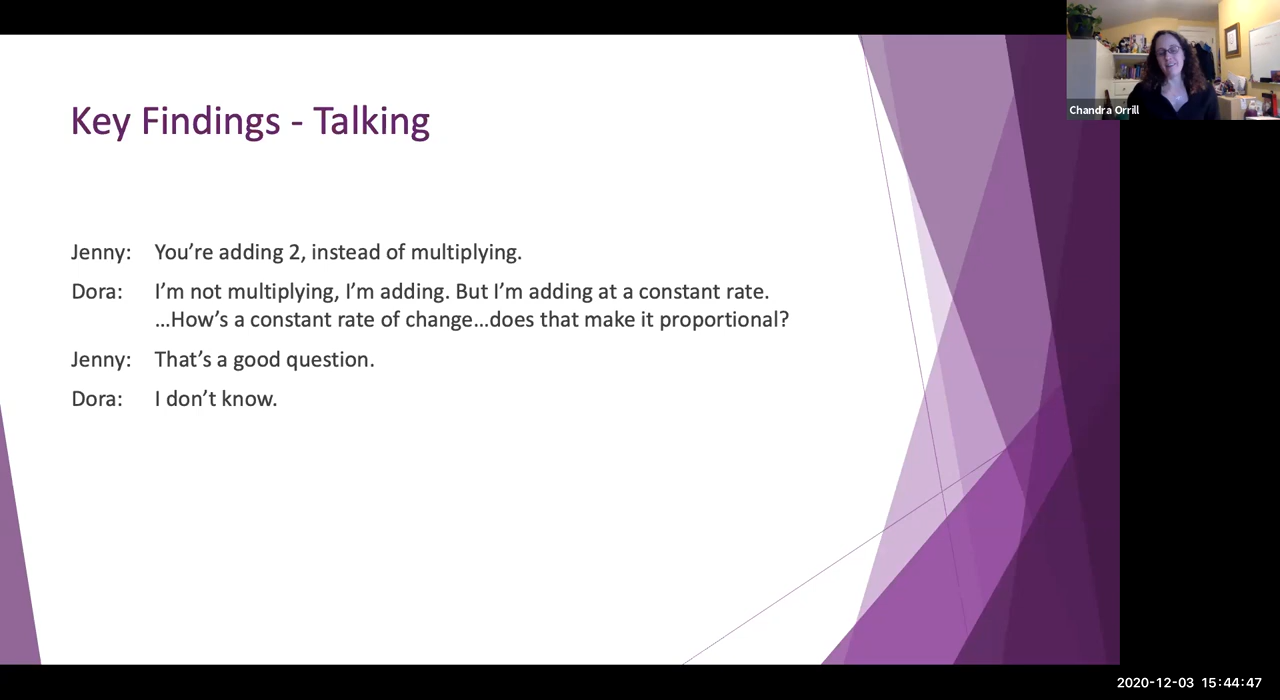 Chandra Orrill
Key Findings - Talking
Jenny: You’re adding 2, instead of multiplying.
Dora: I’m not multiplying, I’m adding. But I’m adding at a constant rate.
…How’s a constant rate of change…does that make it proportional?
Jenny: That’s a good question.
Dora: I don’t know.
2020-12-03 15:44:47